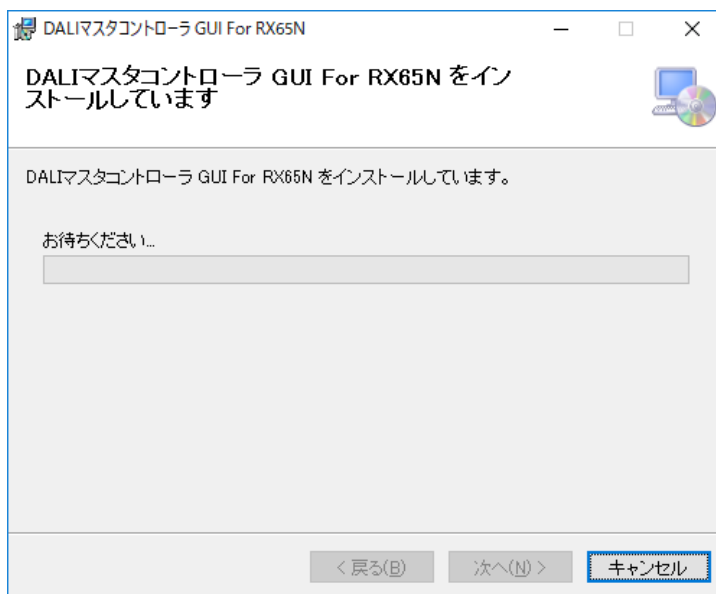 DALIマスタコントローラ GUI For RX65N
DALIマスタコントローラ GUI For RX65N をイン
ストールしています
DALIマスタコントローラ GUI For RX65N をインストールしています。
お待ちください...
< 戻る(B)
次へ(N) >
キャンセル